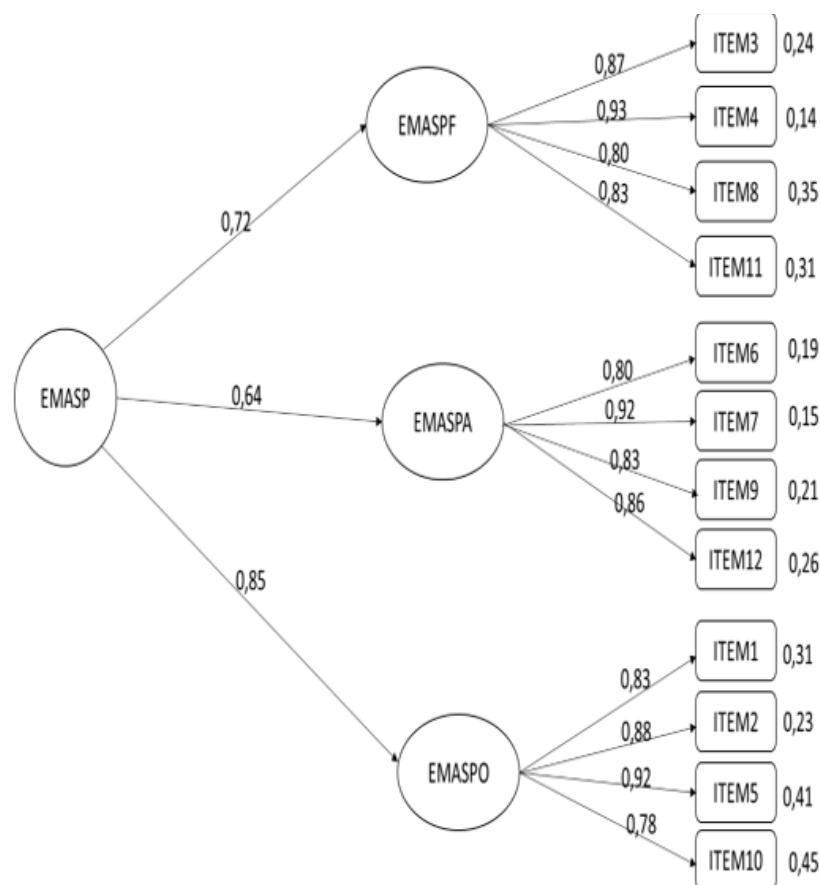 ITEM3 0,24
0,87
EMASPF
0,93
ITEM4 0,14
0,80
ITEM8 0,35
0,83
0,72
ITEM11 0,31
ITEM6 0,19
0,80
EMASP
0,64
EMASPA
0,92
ITEM7 0,15
0,83
ITEM9 0,21
0,86
ITEM12 0,26
0,85
ITEM1 0,31
0,83
0,88
ITEM2 0,23
EMASPO
0,92
ITEM5 0,41
0,78
ITEM10 0,45